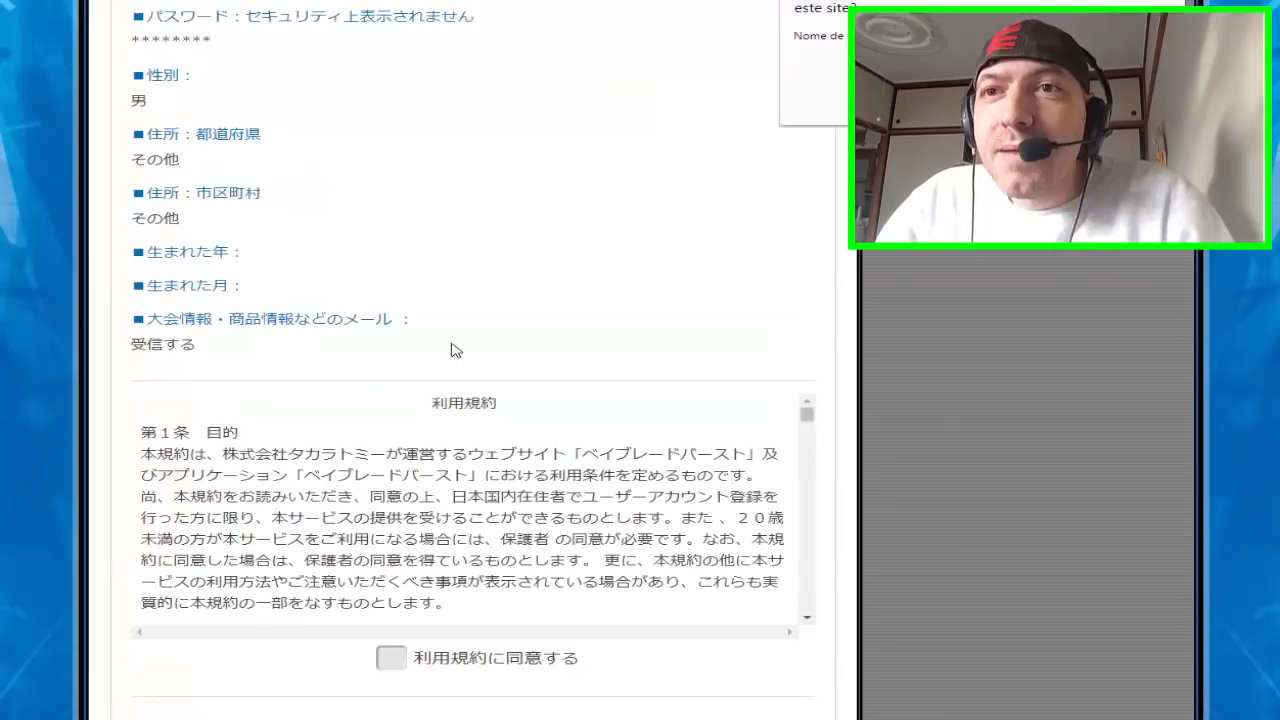 ■パスワード：セキュリティ上表示されません
********
■性別：
男
■住所：都道府県
その他
■住所：市区町村
その他
■生まれた年：
■生まれた月：
■大会情報・商品情報などのメール ：
受信する
利用規約
第１条　目的
本規約は、株式会社タカラトミーが運営するウェブサイト「ベイブレードバースト」及
びアプリケーション「ベイブレードバースト」における利用条件を定めるものです。
尚、本規約をお読みいただき、同意の上、日本国内在住者でユーザーアカウント登録を
行った方に限り、本サービスの提供を受けることができるものとします。また 、２０歳
未満の方が本サービスをご利用になる場合には、保護者 の同意が必要です。なお、本規
約に同意した場合は、保護者の同意を得ているものとします。 更に、本規約の他に本サ
ービスの利用方法やご注意いただくべき事項が表示されている場合があり、これらも実
質的に本規約の一部をなすものとします。
利用規約に同意する
este site?
Nome de